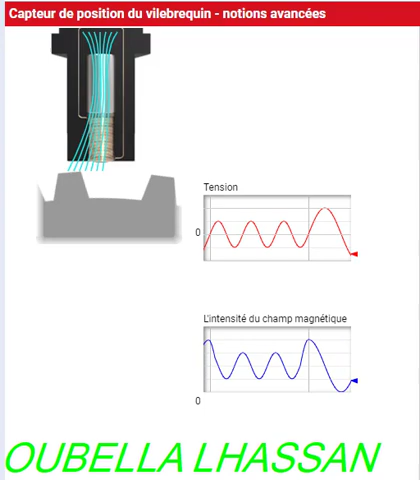 Capteur de position du vilebrequin - notions avancées
Tension
0
L'intensité du champ magnétique
0
OUBELLA LHASSAN